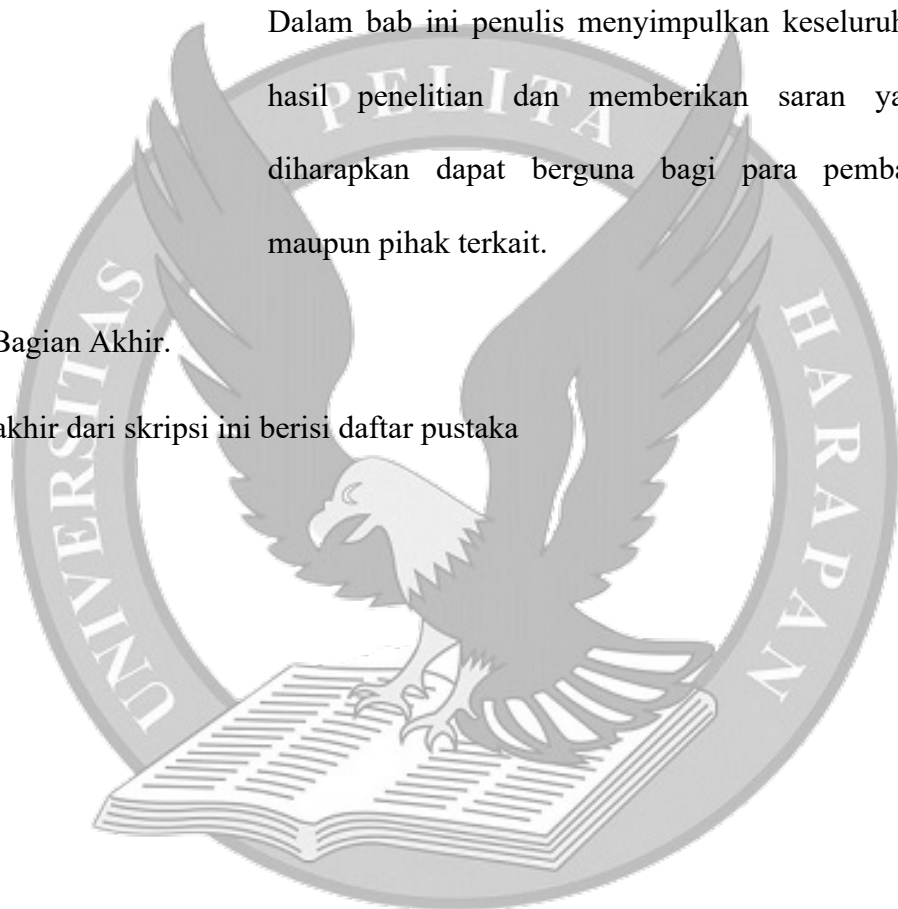 Dalam bab ini penulis menyimpulkan keseluruh
hasil penelitian dan memberikan saran ya
diharapkan dapat berguna bagi para pemba
maupun pihak terkait.
Bagian Akhir.
akhir dari skripsi ini berisi daftar pustaka
UNIVERSITAS PELITA HARAPAN